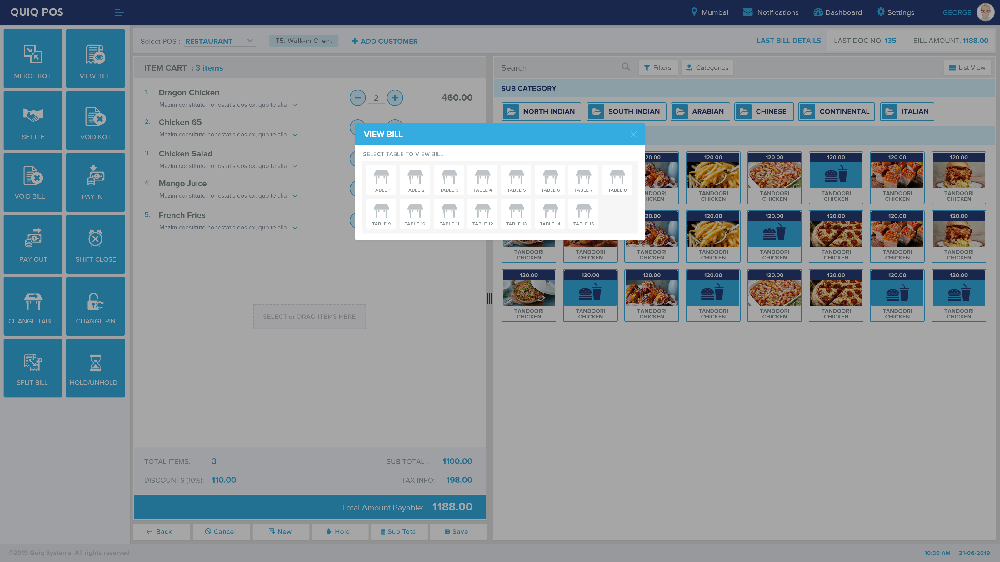 QUIQ POS
Mumbai
Notifications
Dashboard
Settings
GEORGE
MERGE KOT
VIEW BILL
SETTLE
VOID KOT
VOID BILL
PAY IN
PAY OUT
SHIFT CLOSE
CHANGE TABLE
CHANGE PIN
SPLIT BILL
HOLD/UNHOLD
Select POS : RESTAURANT
T5: Walk-in Client
ADD CUSTOMER
LAST BILL DETAILS
LAST DOC NO: 135
BILL AMOUNT: 1188.00
ITEM CART : 3 items
1. Dragon Chicken
Mazim constituto honestatis eos ex, quo te alia
2
460.00
2. Chicken 65
Mazim constituto honestatis eos ex, quo te alia
3. Chicken Salad
Mazim constituto honestatis eos ex, quo te alia
4. Mango Juice
Mazim constituto honestatis eos ex, quo te alia
5. French Fries
Mazim constituto honestatis eos ex, quo te alia
SELECT or DRAG ITEMS HERE
TOTAL ITEMS: 3
SUB TOTAL : 1100.00
DISCOUNTS (10%): 110.00
TAX INFO: 198.00
Total Amount Payable: 1188.00
Back
Cancel
New
Hold
Sub Total
Save
Search
Filters
Categories
List View
SUB CATEGORY
NORTH INDIAN
SOUTH INDIAN
ARABIAN
CHINESE
CONTINENTAL
ITALIAN
VIEW BILL
SELECT TABLE TO VIEW BILL
TABLE 1
TABLE 2
TABLE 3
TABLE 4
TABLE 5
TABLE 6
TABLE 7
TABLE 8
TABLE 9
TABLE 10
TABLE 11
TABLE 12
TABLE 13
TABLE 14
TABLE 15
120.00
120.00
120.00
120.00
120.00
TANDOORI
CHICKEN
TANDOORI
CHICKEN
TANDOORI
CHICKEN
TANDOORI
CHICKEN
TANDOORI
CHICKEN
120.00
120.00
120.00
120.00
120.00
TANDOORI
CHICKEN
TANDOORI
CHICKEN
TANDOORI
CHICKEN
TANDOORI
CHICKEN
TANDOORI
CHICKEN
TANDOORI
CHICKEN
TANDOORI
CHICKEN
TANDOORI
CHICKEN
120.00
120.00
120.00
120.00
120.00
120.00
120.00
120.00
TANDOORI
CHICKEN
TANDOORI
CHICKEN
TANDOORI
CHICKEN
TANDOORI
CHICKEN
TANDOORI
CHICKEN
TANDOORI
CHICKEN
TANDOORI
CHICKEN
TANDOORI
CHICKEN
©2019 Quiq Systems. All rights reserved
10:30 AM
21-06-2019